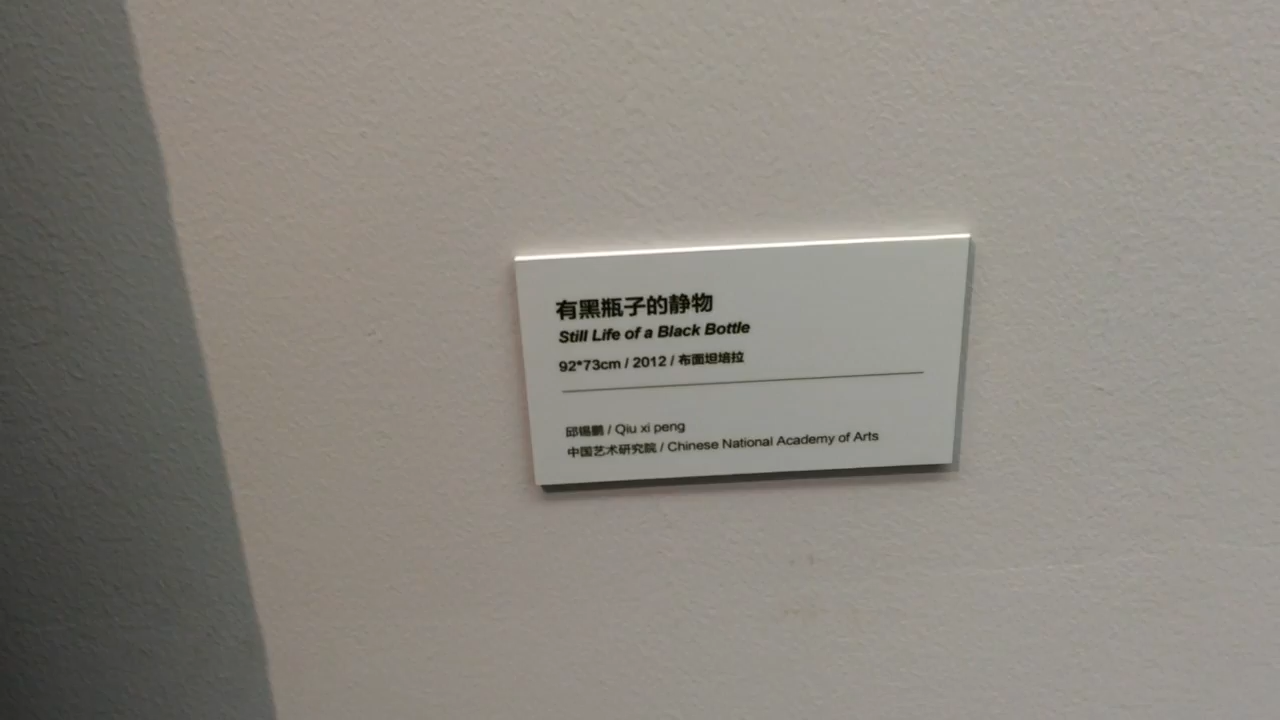 有黑瓶子的静物
Still Life of a Black Bottle
92*73cm / 2012 / 布面坦培拉
邱锡鹏 / Qiu xi peng
中国艺术研究院 / Chinese National Academy of Arts